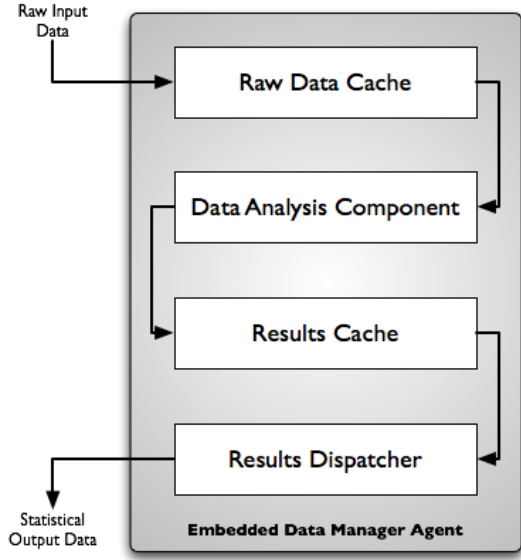 Raw Input
Data
Raw Data Cache
Data Analysis Component
Results Cache
Results Dispatcher
Statistical
Output Data
Embedded Data Manager Agent